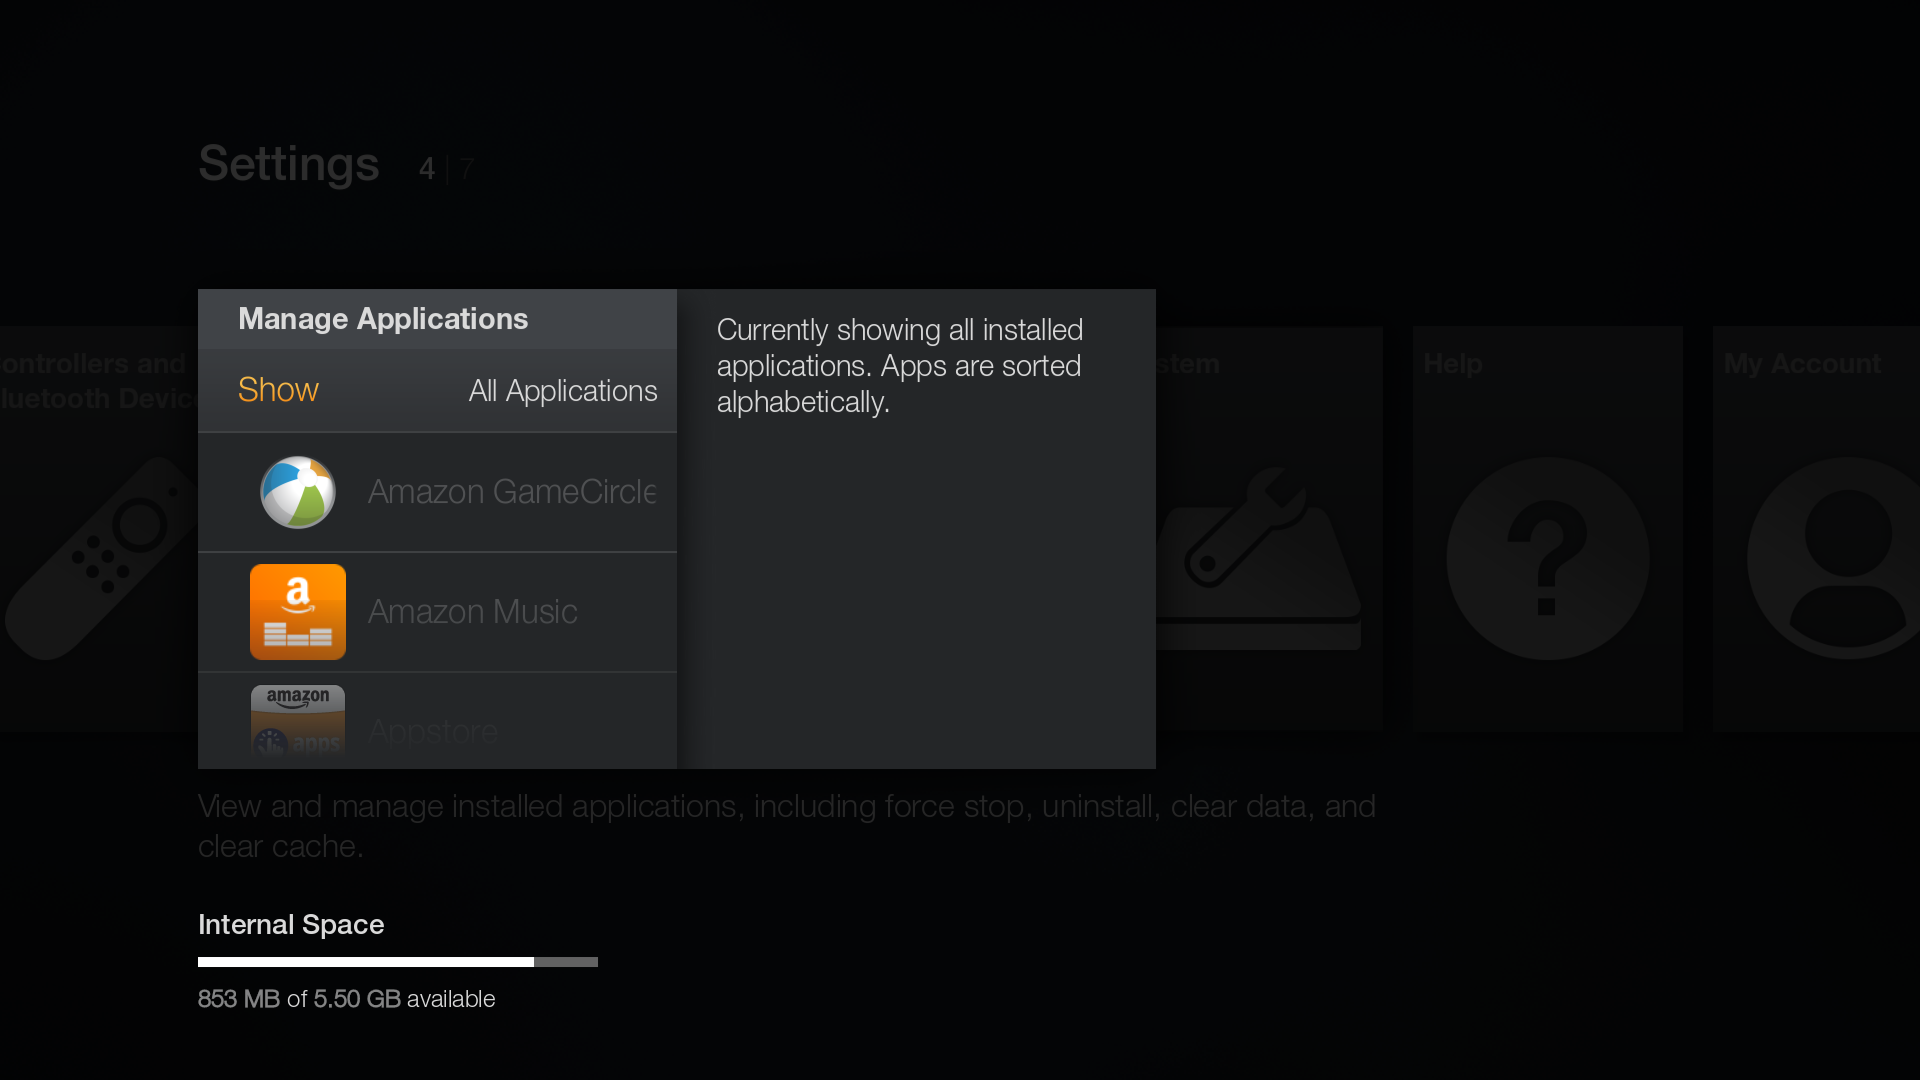 Settings 4 | 7
ontrollers and
luetooth Device
Manage Applications
Show All Applications
Amazon GameCircle
a
Amazon Music
amazon
apps
Appstore
Currently showing all installed
applications. Apps are sorted
alphabetically.
stem
Help
?
My Account
View and manage installed applications, including force stop, uninstall, clear data, and
clear cache.
Internal Space
853 MB of 5.50 GB available